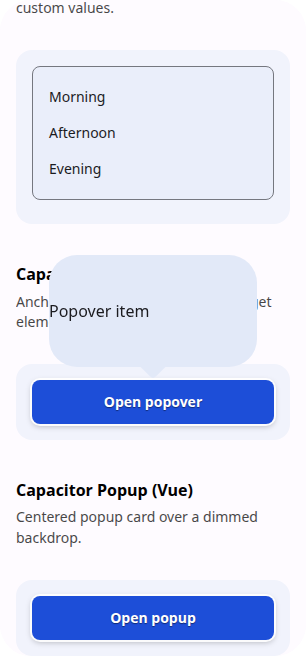 custom values.
Morning
Afternoon
Evening
Capa
Anch
get
elem
Popover item
Open popover
Capacitor Popup (Vue)
Centered popup card over a dimmed
backdrop.
Open popup